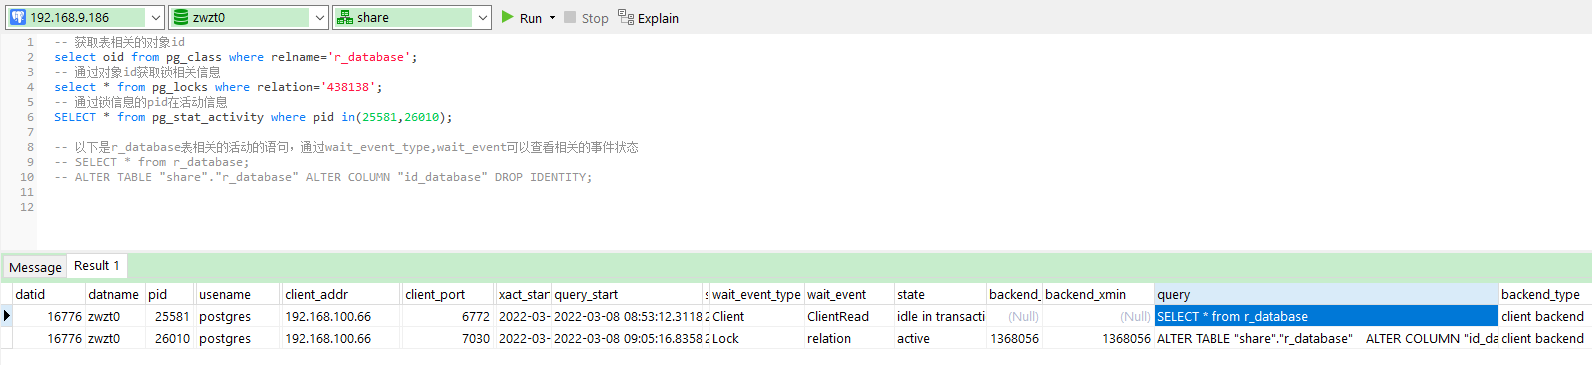 192.168.9.186 zwzt0 share Run Stop Explain
1 -- 获取表相关的对象id
2 select oid from pg_class where relname='r_database';
3 -- 通过对象id获取锁相关信息
4 select * from pg_locks where relation='438138';
5 -- 通过锁信息的pid在活动信息
6 SELECT * from pg_stat_activity where pid in(25581,26010);
7
8 -- 以下是r_database表相关的活动的语句，通过wait_event_type,wait_event可以查看相关的事件状态
9 -- SELECT * from r_database;
10 -- ALTER TABLE "share"."r_database" ALTER COLUMN "id_database" DROP IDENTITY;
11
12
Message Result 1
datid datname pid usename client_addr client_port xact_star query_start s wait_event_type wait_event state backend_ backend_xmin query backend_type
16776 zwzt0 25581 postgres 192.168.100.66 6772 2022-03- 2022-03-08 08:53:12.3118 2 Client ClientRead idle in transacti (Null) (Null) SELECT * from r_database client backend
16776 zwzt0 26010 postgres 192.168.100.66 7030 2022-03- 2022-03-08 09:05:16.8358 2 Lock relation active 1368056 1368056 ALTER TABLE "share"."r_database" ALTER COLUMN "id_da client backend